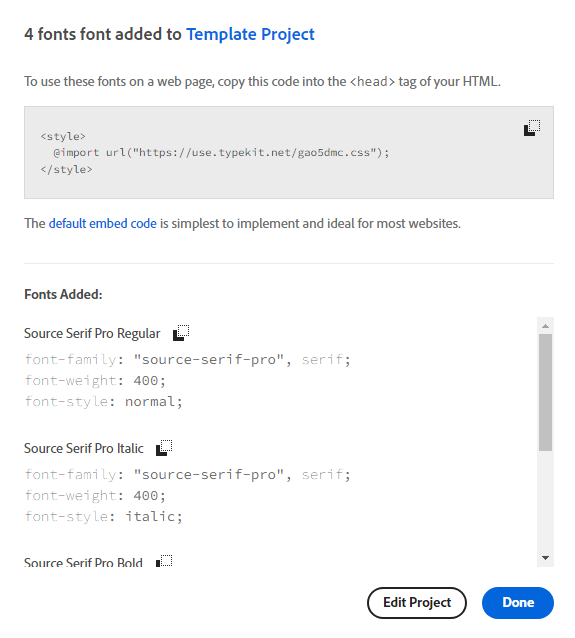 4 fonts font added to Template Project
To use these fonts on a web page, copy this code into the <head> tag of your HTML.
<style>
@import url("https://use.typekit.net/gao5dmc.css");
</style>
The default embed code is simplest to implement and ideal for most websites.
Fonts Added:
Source Serif Pro Regular
font-family: "source-serif-pro", serif;
font-weight: 400;
font-style: normal;
Source Serif Pro Italic
font-family: "source-serif-pro", serif;
font-weight: 400;
font-style: italic;
Source Serif Pro Bold
Edit Project
Done